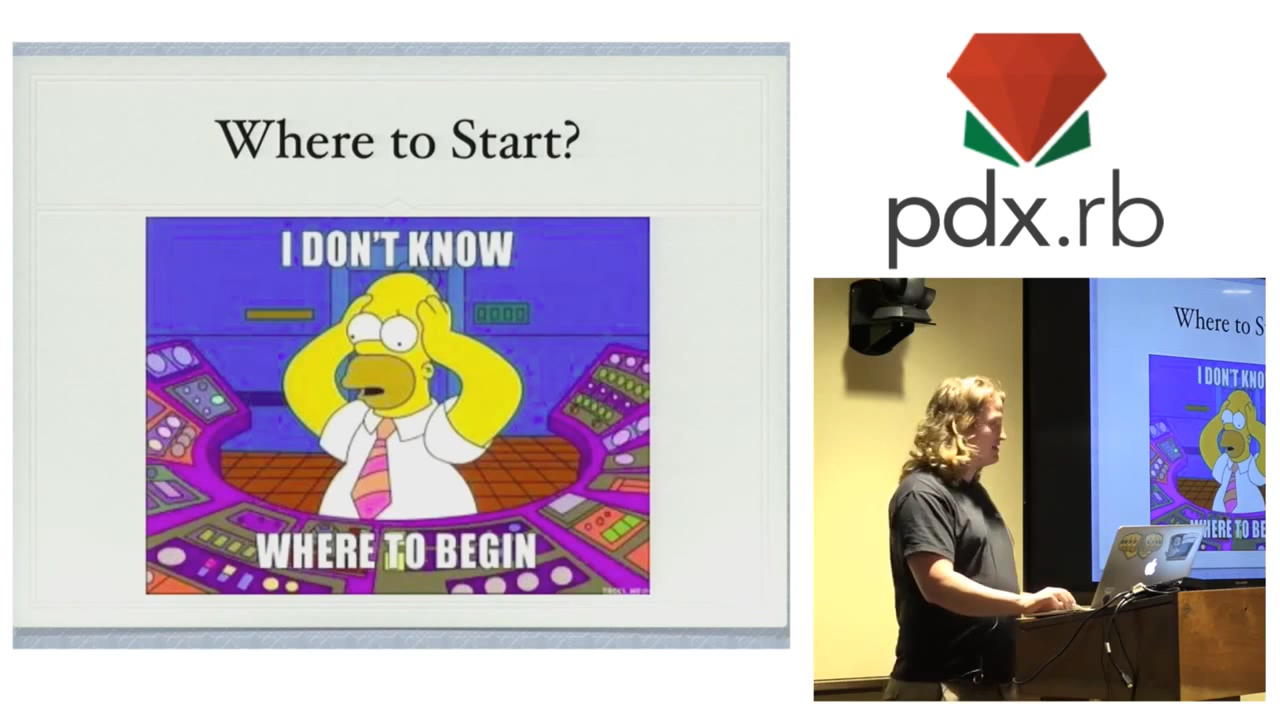 Where to Start?
I DON'T KNOW
WHERE TO BEGIN
pdx.rb
Where to S
I DON'T KNO
WHERE TO BE